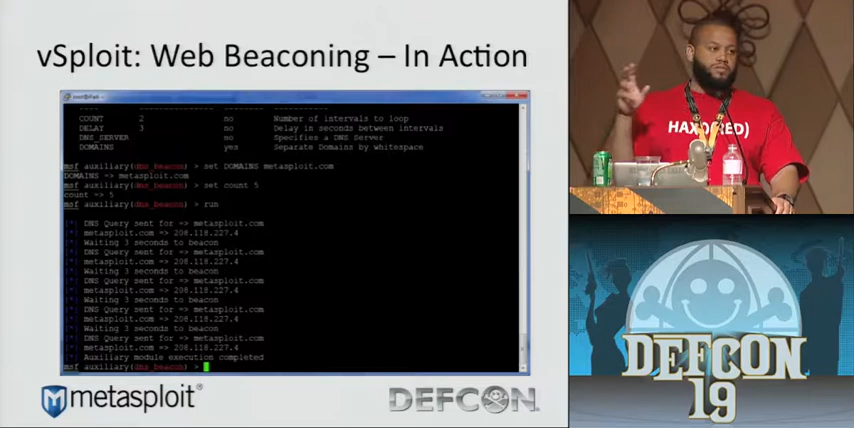 vSploit: Web Beaconing – In Action
COUNT 2 no Number of intervals to loop
DELAY 3 no Delay in seconds between intervals
DNS_SERVER no Specifies a DNS Server
DOMAINS yes Separate Domains by whitespace
msf auxiliary(dns_beacon) > set DOMAINS metasploit.com
DOMAINS => metasploit.com
msf auxiliary(dns_beacon) > set count 5
count => 5
msf auxiliary(dns_beacon) > run
[*] DNS Query sent for => metasploit.com
[*] metasploit.com => 208.118.227.4
[*] Waiting 3 seconds to beacon
[*] DNS Query sent for => metasploit.com
[*] metasploit.com => 208.118.227.4
[*] Waiting 3 seconds to beacon
[*] DNS Query sent for => metasploit.com
[*] metasploit.com => 208.118.227.4
[*] Waiting 3 seconds to beacon
[*] DNS Query sent for => metasploit.com
[*] metasploit.com => 208.118.227.4
[*] Waiting 3 seconds to beacon
[*] DNS Query sent for => metasploit.com
[*] metasploit.com => 208.118.227.4
[*] Auxiliary module execution completed
msf auxiliary(dns_beacon) >
metasploit®
DEFCON
HAXO(RED)
DEFCON
19